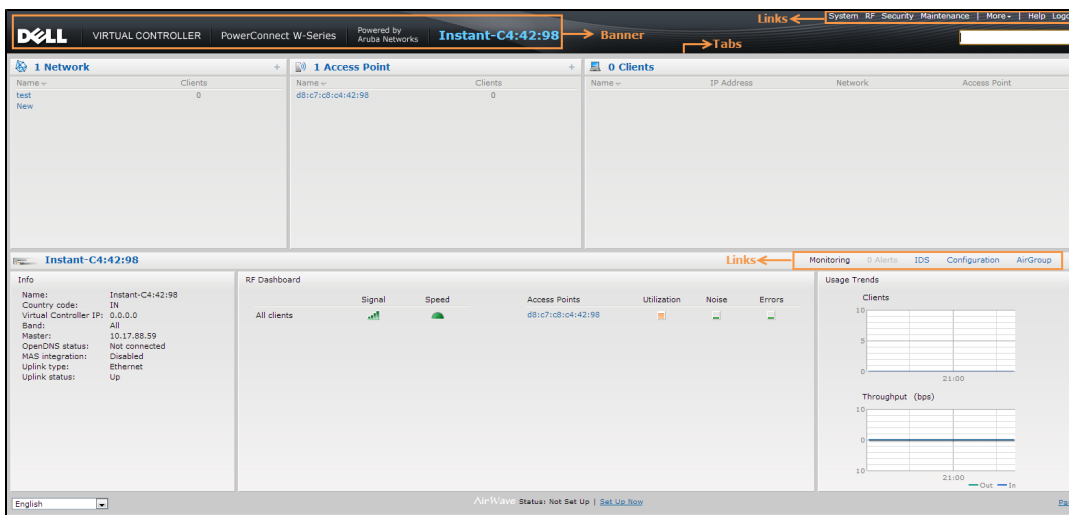 Links
System RF Security Maintenance | More | Help
DELL VIRTUAL CONTROLLER PowerConnect W-Series Powered by Aruba Networks Instant-C4:42:98 Banner
Tabs
1 Network +
Name Clients
test 0
New
1 Access Point +
Name Clients
d8:c7:c8:c4:42:98 0
0 Clients
Name IP Address Network Access Point
Instant-C4:42:98
Links
Monitoring 0 Alerts IDS Configuration AirGroup
Info
Name: Instant-C4:42:98
Country code: IN
Virtual Controller IP: 0.0.0.0
Band: All
Master: 10.17.88.59
OpenDNS status: Not connected
MAS integration: Disabled
Uplink type: Ethernet
Uplink status: Up
RF Dashboard
Signal Speed Access Points Utilization Noise Errors
All clients d8:c7:c8:c4:42:98
Usage Trends
Clients
10
5
0
21:00
Throughput (bps)
10
0
10
21:00
Out In
English
AirWave Status: Not Set Up | Set Up Now